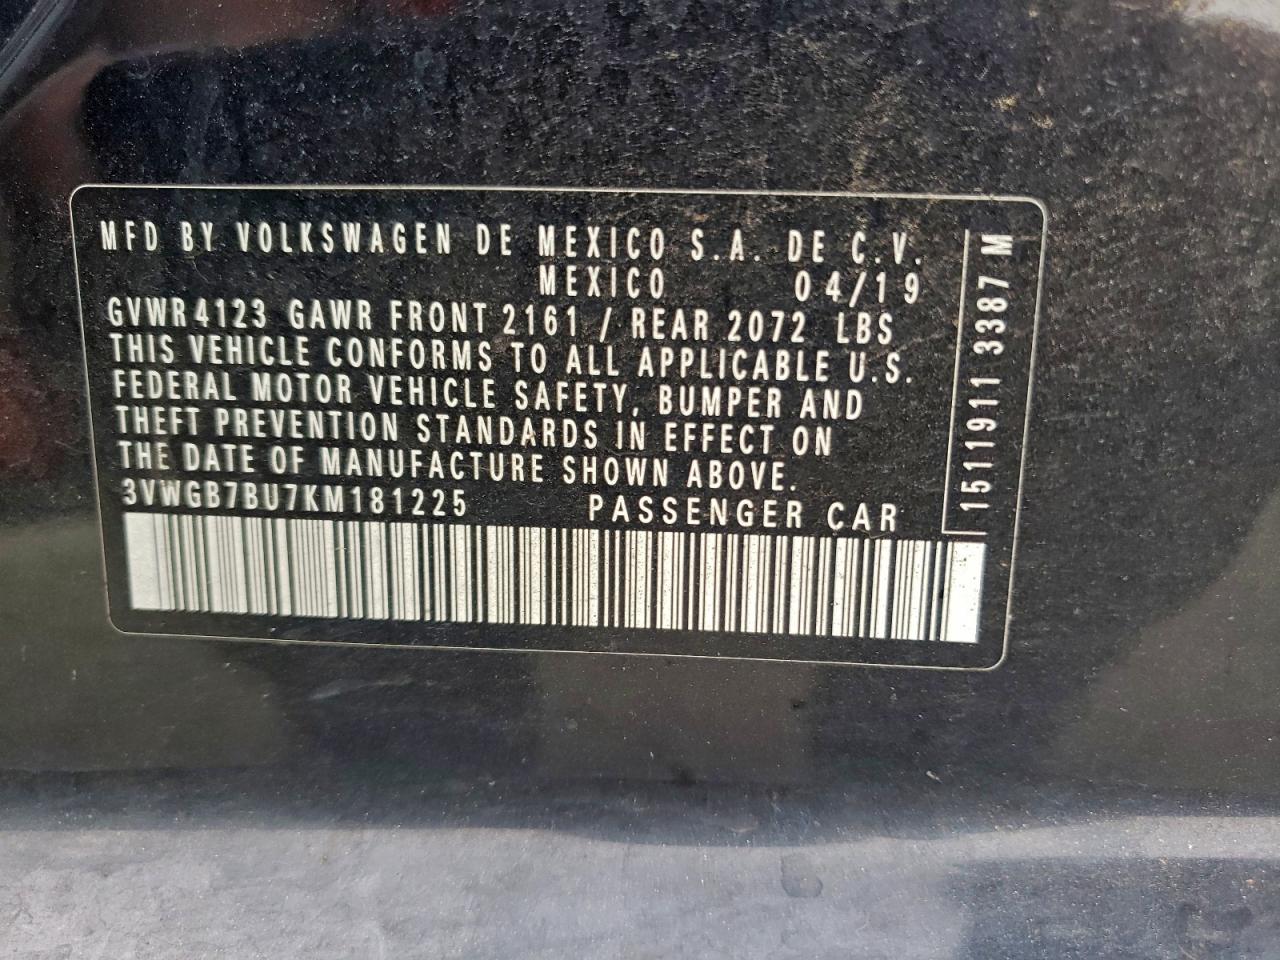 MFD BY VOLKSWAGEN DE MEXICO S.A. DE C.V.
MEXICO 04/19
GVWR 4123 GAWR FRONT 2161 / REAR 2072 LBS
THIS VEHICLE CONFORMS TO ALL APPLICABLE U.S.
FEDERAL MOTOR VEHICLE SAFETY, BUMPER AND
THEFT PREVENTION STANDARDS IN EFFECT ON
THE DATE OF MANUFACTURE SHOWN ABOVE.
3VWGB7BU7KM181225 PASSENGER CAR
1511911 3387 M